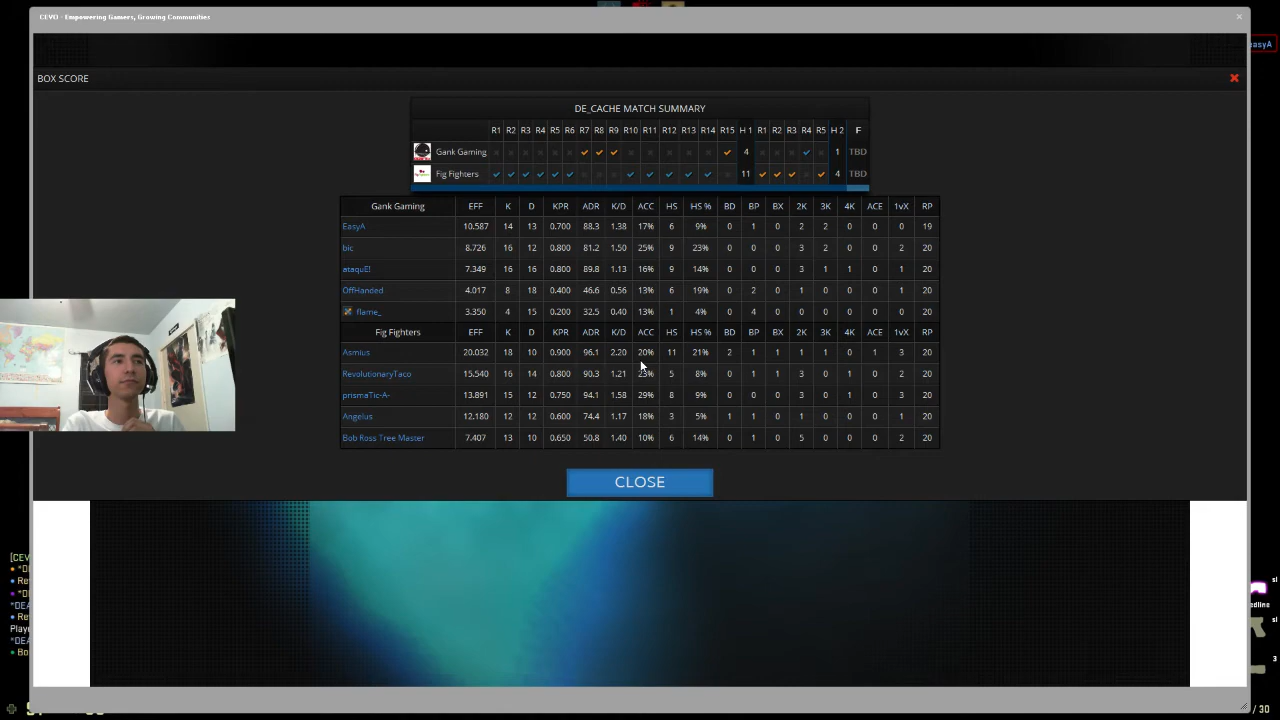 CEVO - Empowering Gamers, Growing Communities
easyA
BOX SCORE
DE_CACHE MATCH SUMMARY
R1 R2 R3 R4 R5 R6 R7 R8 R9 R10 R11 R12 R13 R14 R15 H 1 R1 R2 R3 R4 R5 H 2 F
Gank Gaming 4 1 TBD
Fig Fighters 11 4 TBD
Gank Gaming EFF K D KPR ADR K/D ACC HS HS % BD BP BX 2K 3K 4K ACE 1vX RP
EasyA 10.587 14 13 0.700 88.3 1.38 17% 6 9% 0 1 0 2 2 0 0 0 19
bic 8.726 16 12 0.800 81.2 1.50 25% 9 23% 0 0 0 3 2 0 0 2 20
ataquE! 7.349 16 16 0.800 89.8 1.13 16% 9 14% 0 0 0 3 1 1 0 1 20
OffHanded 4.017 8 18 0.400 46.6 0.56 13% 6 19% 0 2 0 2 0 0 0 1 20
flame_ 3.350 4 15 0.200 32.5 0.40 13% 1 4% 0 4 0 0 0 0 0 0 20
Fig Fighters EFF K D KPR ADR K/D ACC HS HS % BD BP BX 2K 3K 4K ACE 1vX RP
Asmius 20.032 18 10 0.900 96.1 2.20 20% 11 21% 2 1 1 1 0 0 1 3 20
RevolutionaryTaco 15.540 16 14 0.800 90.3 1.21 5 8% 0 1 1 3 0 1 0 2 20
prismaTic-A- 13.891 15 12 0.750 94.1 1.58 29% 8 9% 0 0 0 3 0 1 0 3 20
Angelus 12.180 12 12 0.600 74.4 1.17 18% 3 5% 1 1 0 2 0 0 0 0 20
Bob Ross Tree Master 7.407 13 10 0.650 50.8 1.40 10% 6 14% 0 1 0 5 0 0 0 2 20
CLOSE
[CEV
*DEA
*DEA
/ 30